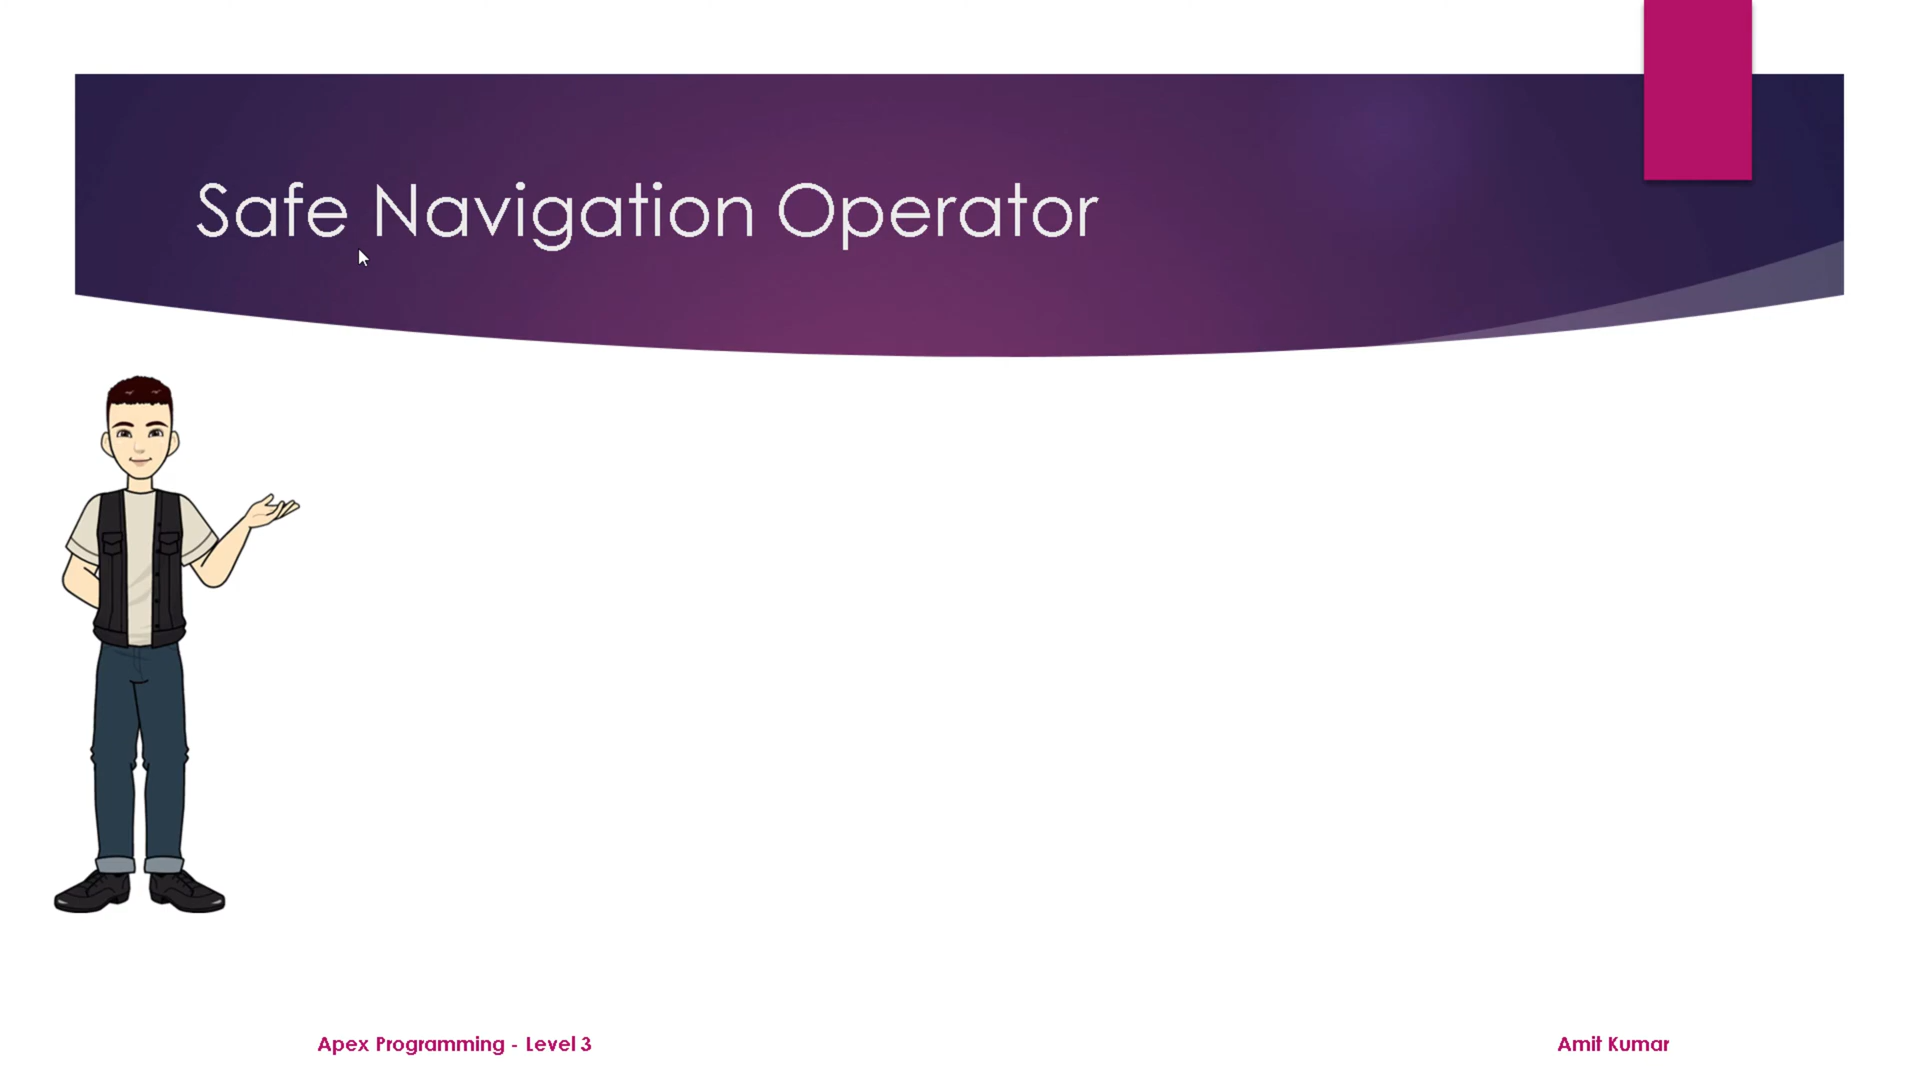 Safe Navigation Operator
Apex Programming - Level 3
Amit Kumar